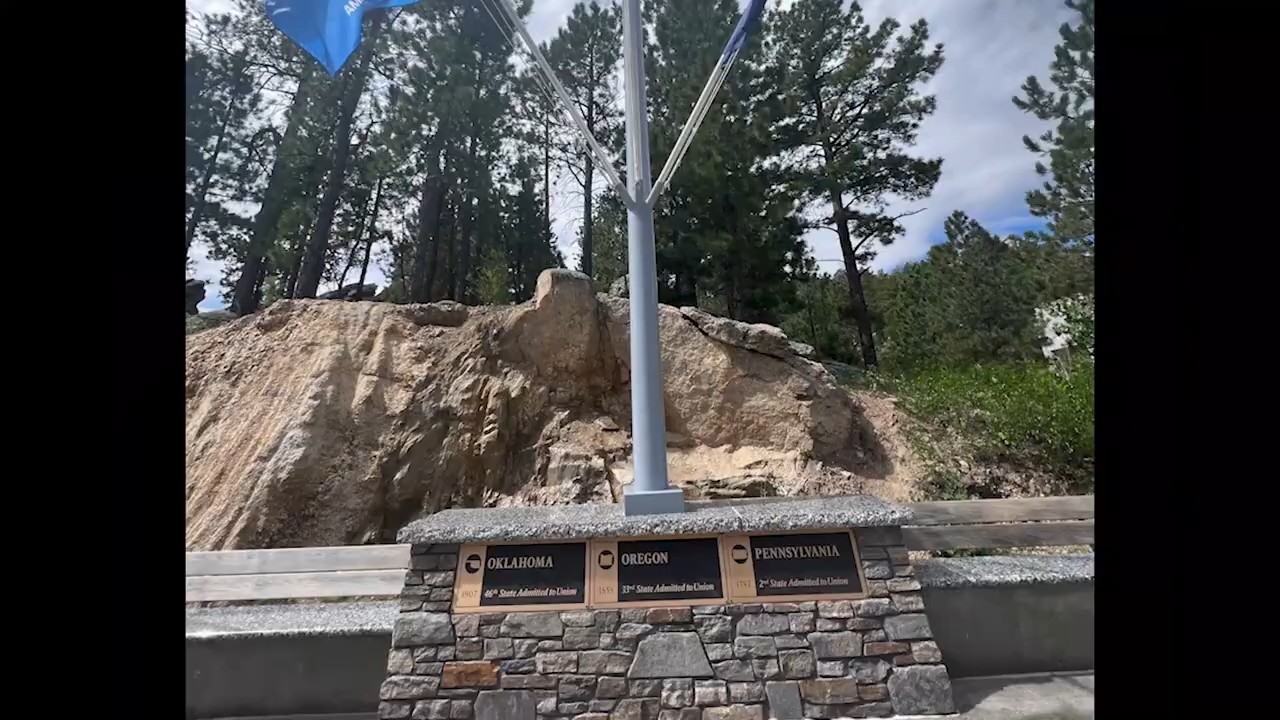 AM
OKLAHOMA
1907
46th State Admitted to Union
OREGON
1859
33rd State Admitted to Union
PENNSYLVANIA
1787
2nd State Admitted to Union